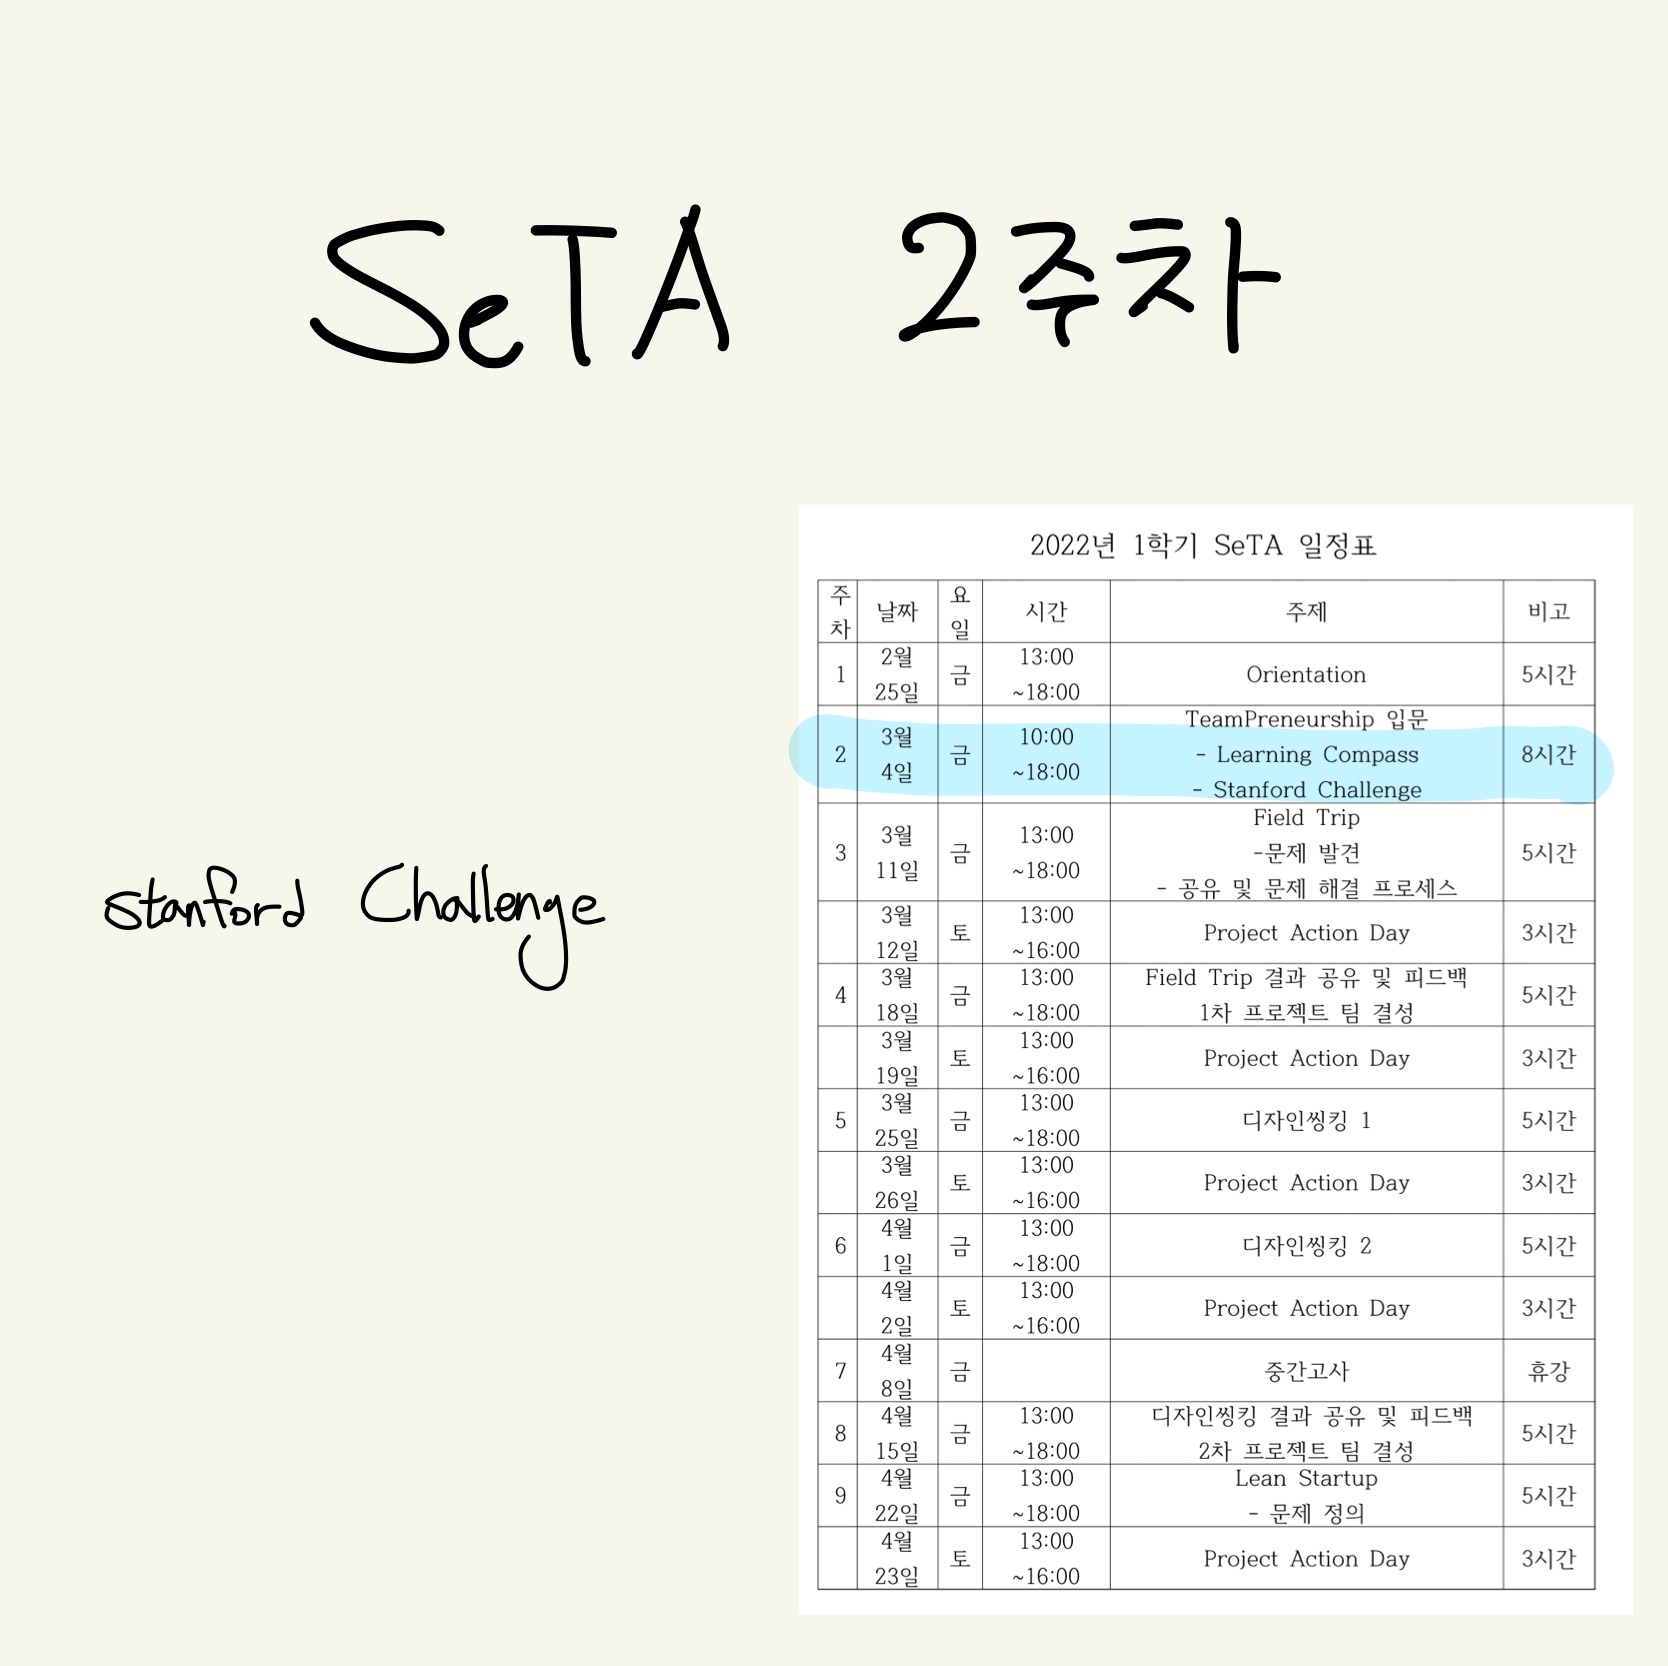 SeTA 2주차
stanford Challenge
2022년 1학기 SeTA 일정표
주차 날짜 요일 시간 주제 비고
1 2월 25일 금 13:00 ~18:00 Orientation 5시간
2 3월 4일 금 10:00 ~18:00 TeamPreneurship 입문 - Learning Compass - Stanford Challenge 8시간
3 3월 11일 금 13:00 ~18:00 Field Trip -문제 발견 - 공유 및 문제 해결 프로세스 5시간
3월 12일 토 13:00 ~16:00 Project Action Day 3시간
4 3월 18일 금 13:00 ~18:00 Field Trip 결과 공유 및 피드백 1차 프로젝트 팀 결성 5시간
3월 19일 토 13:00 ~16:00 Project Action Day 3시간
5 3월 25일 금 13:00 ~18:00 디자인씽킹 1 5시간
3월 26일 토 13:00 ~16:00 Project Action Day 3시간
6 4월 1일 금 13:00 ~18:00 디자인씽킹 2 5시간
4월 2일 토 13:00 ~16:00 Project Action Day 3시간
7 4월 8일 금 중간고사 휴강
8 4월 15일 금 13:00 ~18:00 디자인씽킹 결과 공유 및 피드백 2차 프로젝트 팀 결성 5시간
9 4월 22일 금 13:00 ~18:00 Lean Startup - 문제 정의 5시간
4월 23일 토 13:00 ~16:00 Project Action Day 3시간